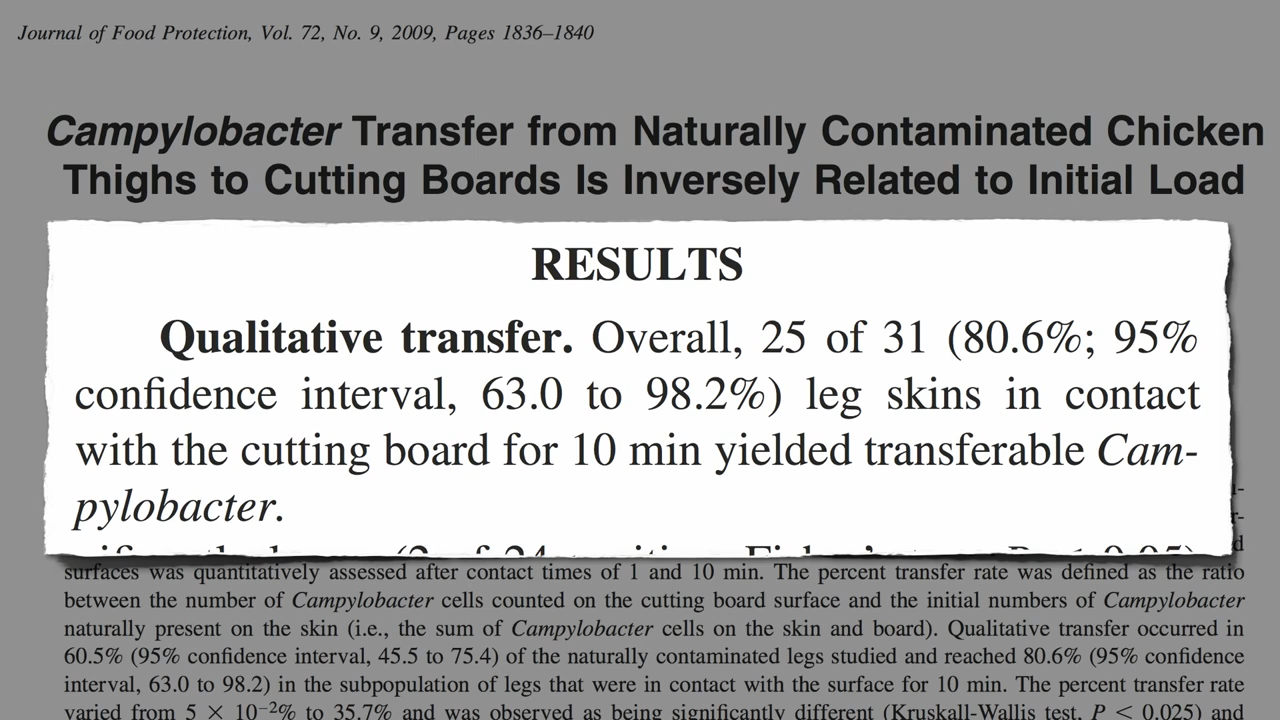 Journal of Food Protection, Vol. 72, No. 9, 2009, Pages 1836–1840
Campylobacter Transfer from Naturally Contaminated Chicken
Thighs to Cutting Boards Is Inversely Related to Initial Load
RESULTS
Qualitative transfer. Overall, 25 of 31 (80.6%; 95%
confidence interval, 63.0 to 98.2%) leg skins in contact
with the cutting board for 10 min yielded transferable Cam-
pylobacter.
surfaces was quantitatively assessed after contact times of 1 and 10 min. The percent transfer rate was defined as the ratio
between the number of Campylobacter cells counted on the cutting board surface and the initial numbers of Campylobacter
naturally present on the skin (i.e., the sum of Campylobacter cells on the skin and board). Qualitative transfer occurred in
60.5% (95% confidence interval, 45.5 to 75.4) of the naturally contaminated legs studied and reached 80.6% (95% confidence
interval, 63.0 to 98.2) in the subpopulation of legs that were in contact with the surface for 10 min. The percent transfer rate
varied from 5 × 10⁻²% to 35.7% and was observed as being significantly different (Kruskall-Wallis test, P < 0.025) and